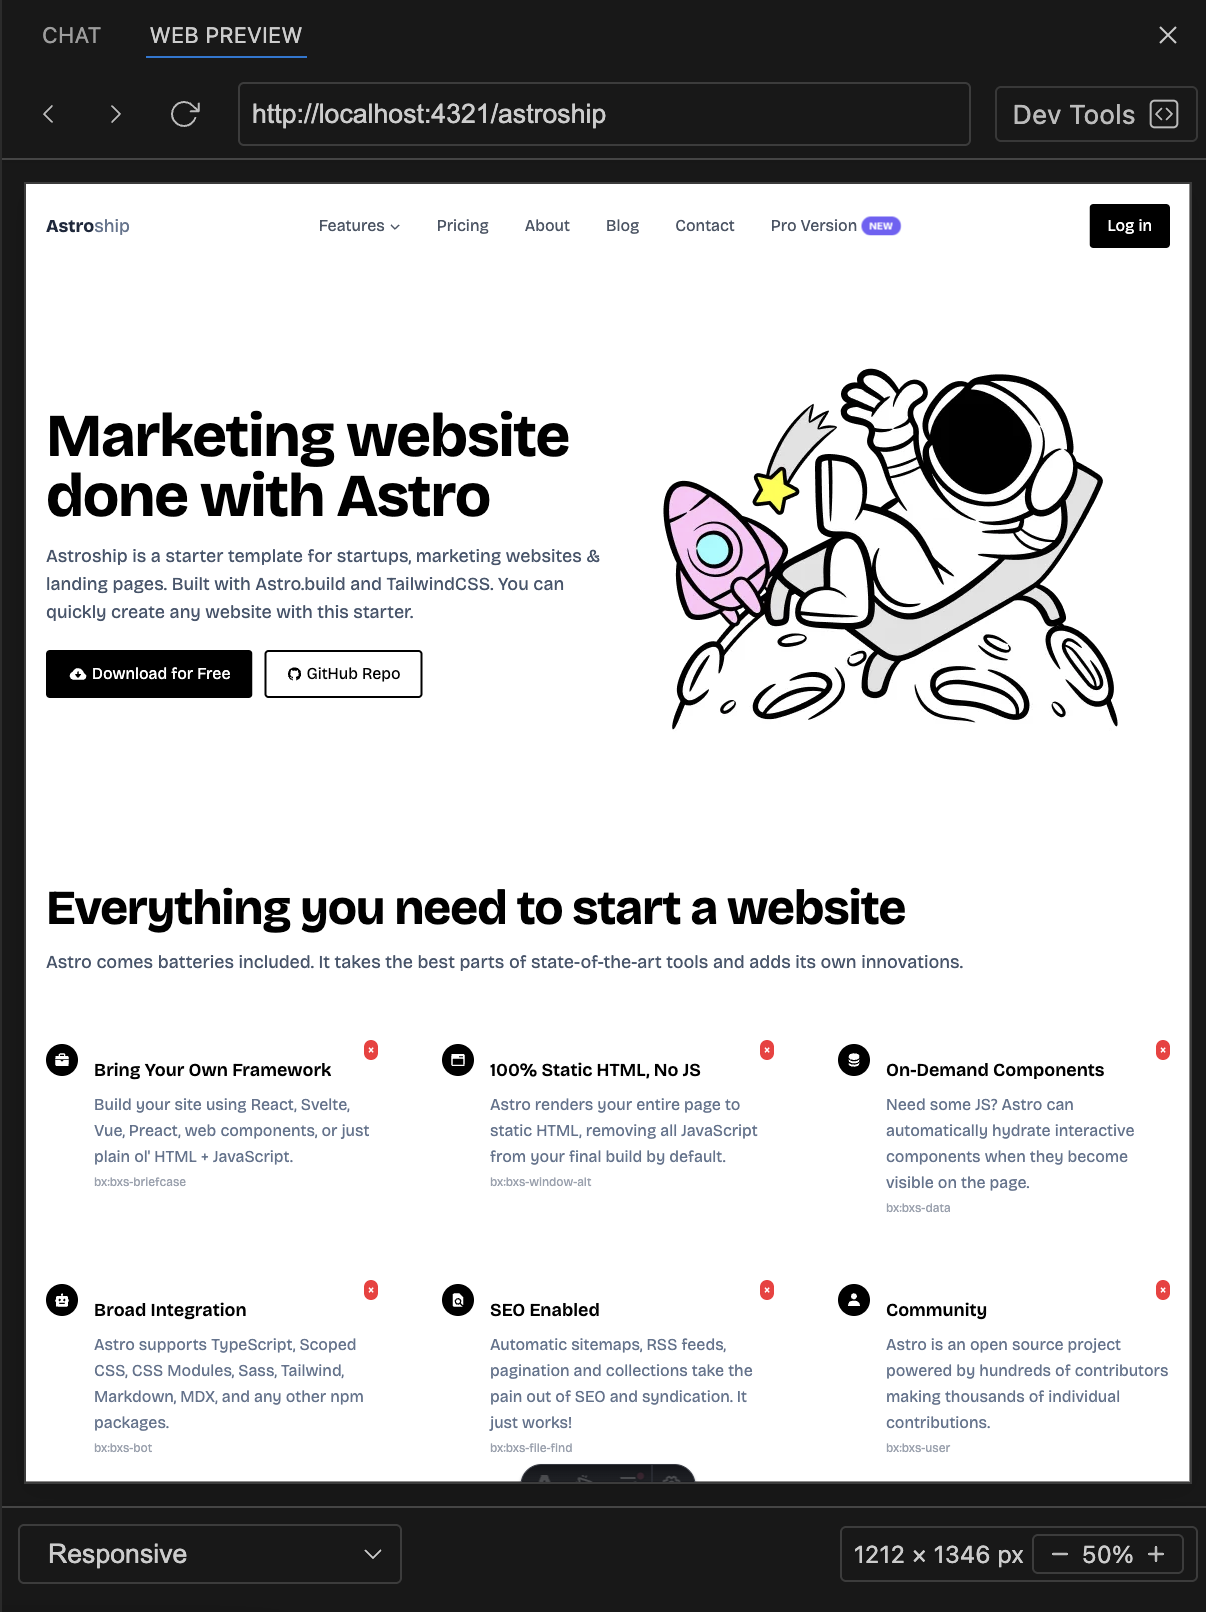 CHAT
WEB PREVIEW
http://localhost:4321/astroship
Dev Tools
Astroship
Features
Pricing
About
Blog
Contact
Pro Version NEW
Log in
Marketing website
done with Astro
Astroship is a starter template for startups, marketing websites &
landing pages. Built with Astro.build and TailwindCSS. You can
quickly create any website with this starter.
Download for Free
GitHub Repo
Everything you need to start a website
Astro comes batteries included. It takes the best parts of state-of-the-art tools and adds its own innovations.
Bring Your Own Framework
Build your site using React, Svelte,
Vue, Preact, web components, or just
plain ol' HTML + JavaScript.
bx:bxs-briefcase
100% Static HTML, No JS
Astro renders your entire page to
static HTML, removing all JavaScript
from your final build by default.
bx:bxs-window-alt
On-Demand Components
Need some JS? Astro can
automatically hydrate interactive
components when they become
visible on the page.
bx:bxs-data
Broad Integration
Astro supports TypeScript, Scoped
CSS, CSS Modules, Sass, Tailwind,
Markdown, MDX, and any other npm
packages.
bx:bxs-bot
SEO Enabled
Automatic sitemaps, RSS feeds,
pagination and collections take the
pain out of SEO and syndication. It
just works!
bx:bxs-file-find
Community
Astro is an open source project
powered by hundreds of contributors
making thousands of individual
contributions.
bx:bxs-user
Responsive
1212 × 1346 px
50%